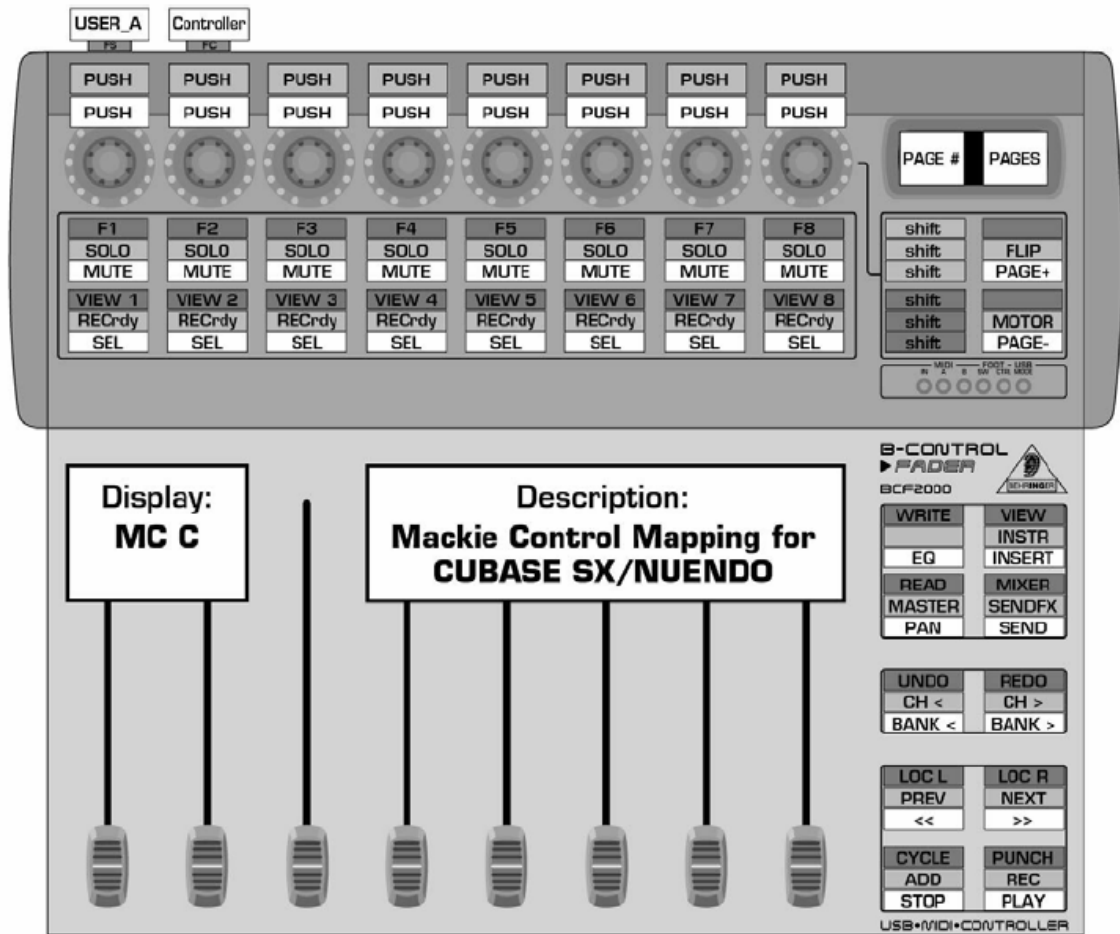 USER_A Controller
FS FC
PUSH PUSH PUSH PUSH PUSH PUSH PUSH PUSH
PUSH PUSH PUSH PUSH PUSH PUSH PUSH PUSH
PAGE # PAGES
F1 F2 F3 F4 F5 F6 F7 F8
SOLO SOLO SOLO SOLO SOLO SOLO SOLO SOLO
MUTE MUTE MUTE MUTE MUTE MUTE MUTE MUTE
VIEW 1 VIEW 2 VIEW 3 VIEW 4 VIEW 5 VIEW 6 VIEW 7 VIEW 8
RECrdy RECrdy RECrdy RECrdy RECrdy RECrdy RECrdy RECrdy
SEL SEL SEL SEL SEL SEL SEL SEL
shift
shift FLIP
shift PAGE+
shift
shift MOTOR
shift PAGE-
MIDI FOOT - USB
IN A B SW CTRL MODE
B-CONTROL
FADER
BCF2000
BEHRINGER
Display:
MC C
Description:
Mackie Control Mapping for
CUBASE SX/NUENDO
WRITE VIEW
INSTR
EQ INSERT
READ MIXER
MASTER SENDFX
PAN SEND
UNDO REDO
CH < CH >
BANK < BANK >
LOC L LOC R
PREV NEXT
<< >>
CYCLE PUNCH
ADD REC
STOP PLAY
USB•MIDI•CONTROLLER